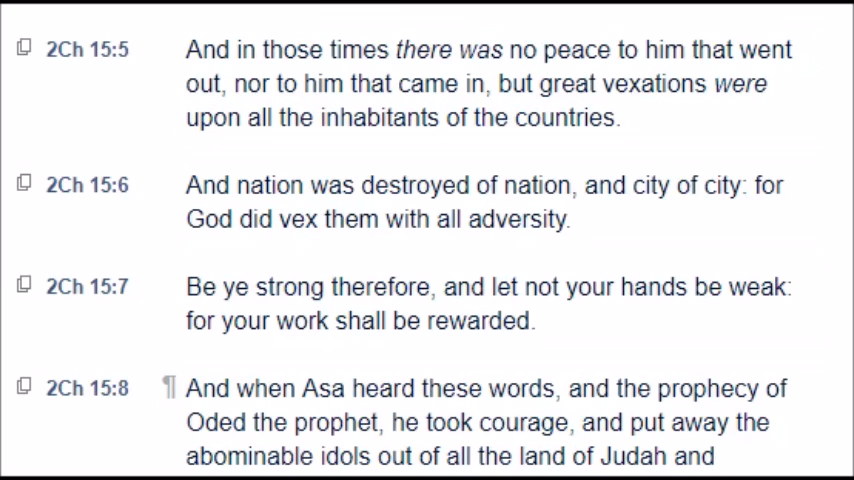 2Ch 15:5 And in those times there was no peace to him that went
out, nor to him that came in, but great vexations were
upon all the inhabitants of the countries.
2Ch 15:6 And nation was destroyed of nation, and city of city: for
God did vex them with all adversity.
2Ch 15:7 Be ye strong therefore, and let not your hands be weak:
for your work shall be rewarded.
2Ch 15:8 ¶ And when Asa heard these words, and the prophecy of
Oded the prophet, he took courage, and put away the
abominable idols out of all the land of Judah and